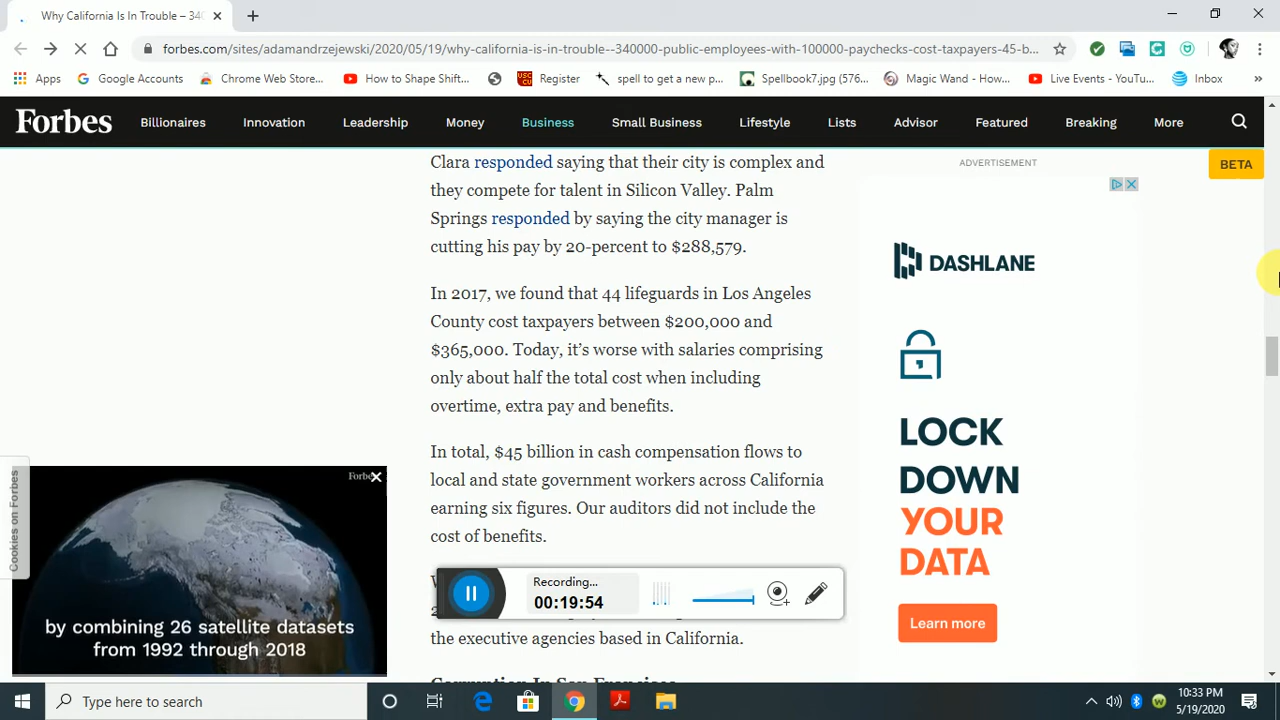 Why California Is In Trouble – 340
forbes.com/sites/adamandrzejewski/2020/05/19/why-california-is-in-trouble--340000-public-employees-with-100000-paychecks-cost-taxpayers-45-b...
Apps
Google Accounts
Chrome Web Store...
How to Shape Shift...
Register
spell to get a new p...
Spellbook7.jpg (576...
Magic Wand - How...
Live Events - YouTu...
Inbox
»
Forbes
Billionaires
Innovation
Leadership
Money
Business
Small Business
Lifestyle
Lists
Advisor
Featured
Breaking
More
BETA
Clara responded saying that their city is complex and
they compete for talent in Silicon Valley. Palm
Springs responded by saying the city manager is
cutting his pay by 20-percent to $288,579.
In 2017, we found that 44 lifeguards in Los Angeles
County cost taxpayers between $200,000 and
$365,000. Today, it’s worse with salaries comprising
only about half the total cost when including
overtime, extra pay and benefits.
In total, $45 billion in cash compensation flows to
local and state government workers across California
earning six figures. Our auditors did not include the
cost of benefits.
the executive agencies based in California.
Corruption In San Francisco
ADVERTISEMENT
DASHLANE
LOCK
DOWN
YOUR
DATA
Learn more
Cookies on Forbes
Forbes
by combining 26 satellite datasets
from 1992 through 2018
Recording...
00:19:54
Type here to search
10:33 PM
5/19/2020